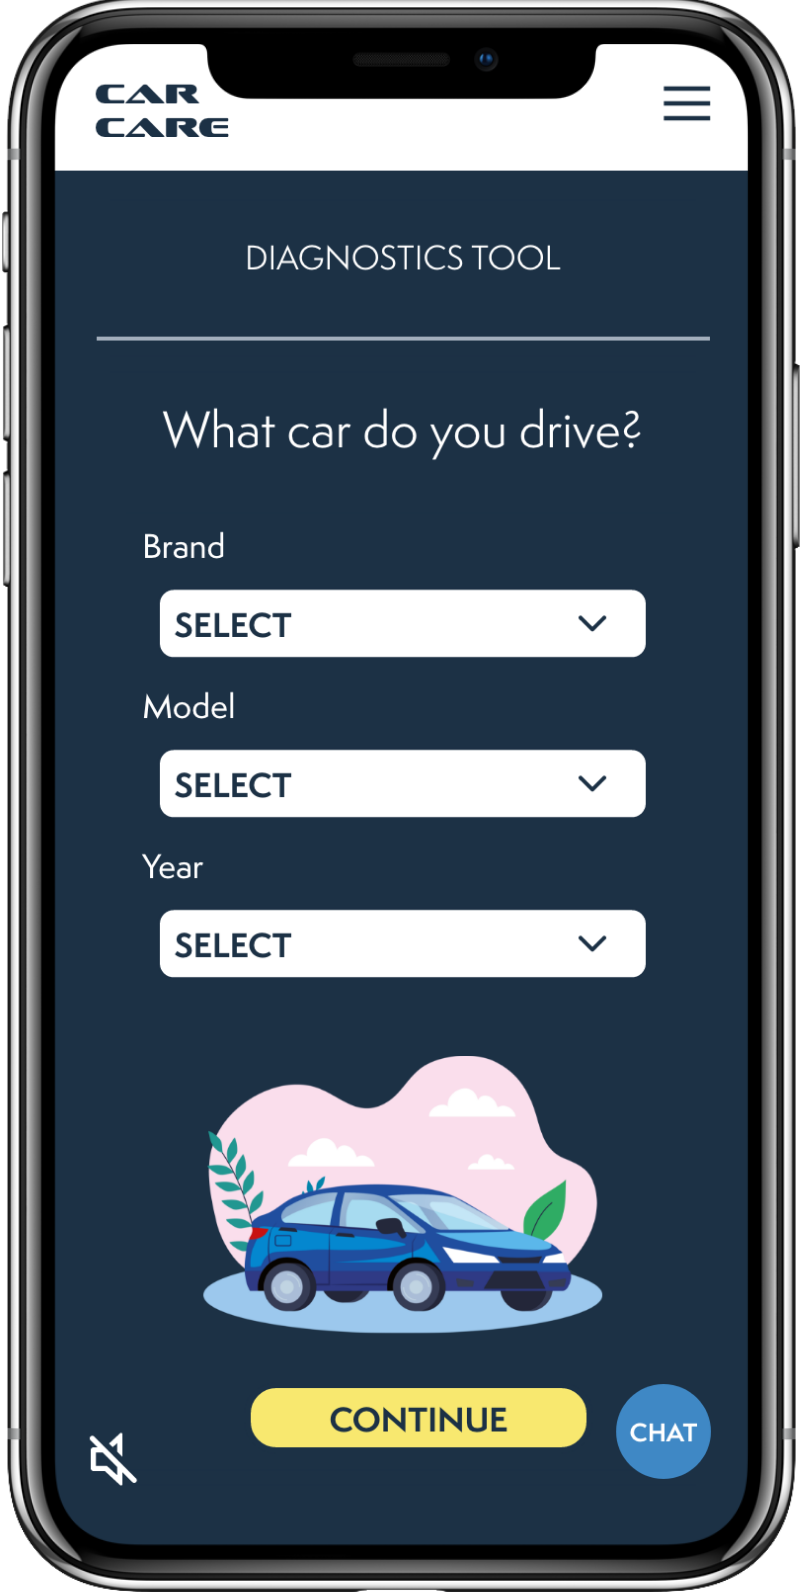 CAR
CARE
DIAGNOSTICS TOOL
What car do you drive?
Brand
SELECT
Model
SELECT
Year
SELECT
CONTINUE
CHAT